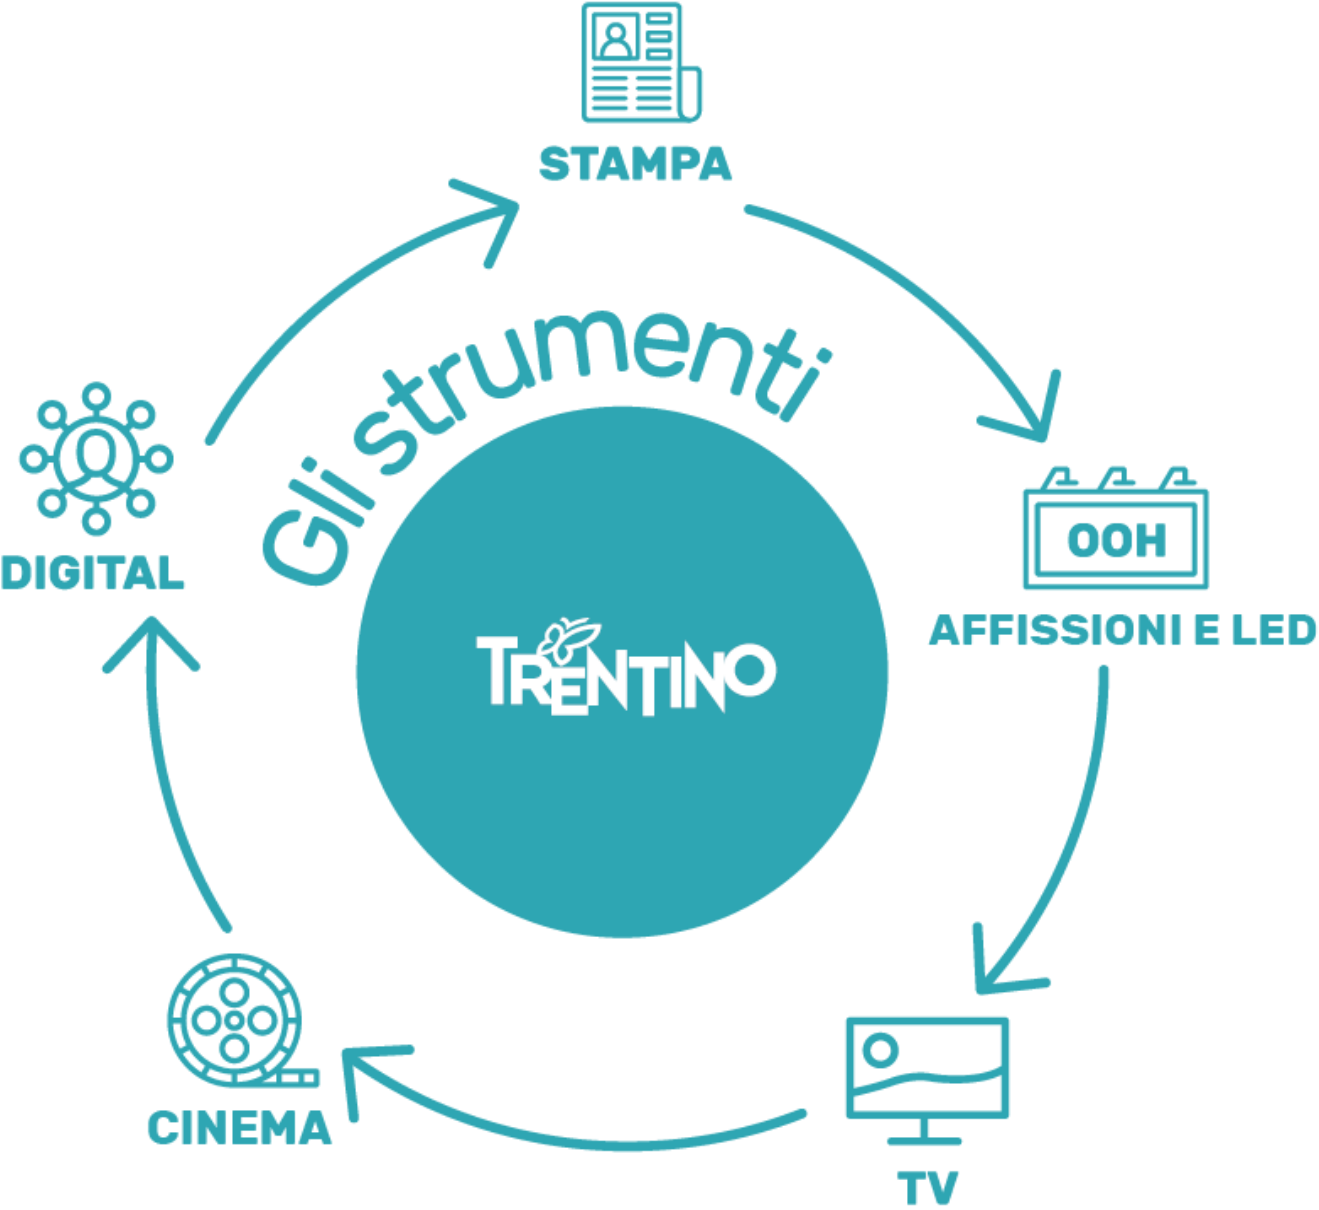 STAMPA
Gli strumenti
OOH
AFFISSIONI E LED
DIGITAL
TRENTINO
CINEMA
TV